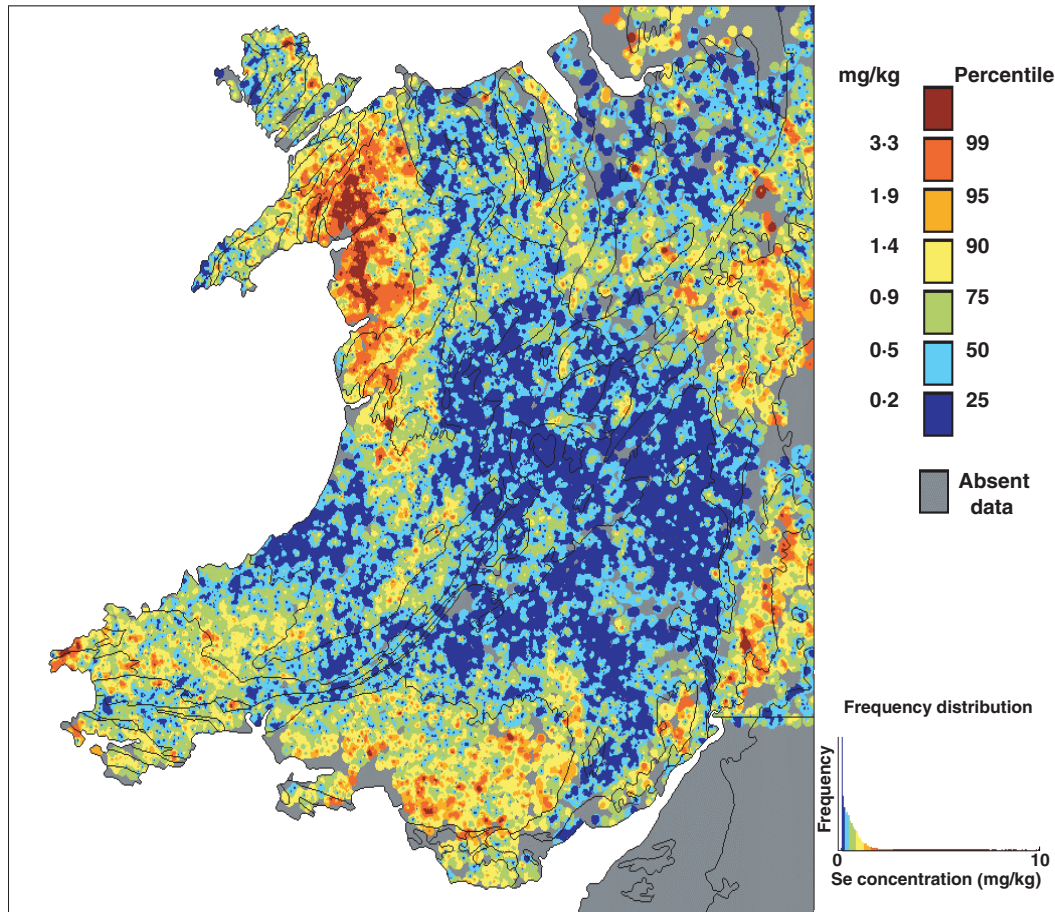 mg/kg Percentile
3·3 99
1·9 95
1·4 90
0·9 75
0·5 50
0·2 25
Absent
data
Frequency distribution
Frequency
0 10
Se concentration (mg/kg)